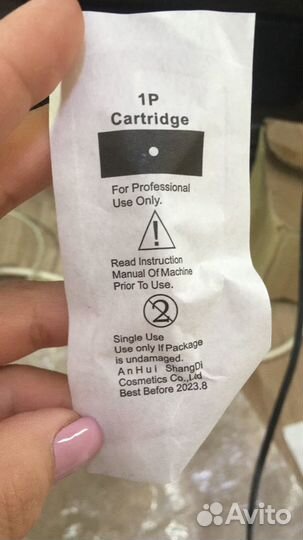 1P
Cartridge
For Professional
Use Only.
Read Instruction
Manual Of Machine
Prior To Use.
2
Single Use
Use only If Package
is undamaged.
AnHui ShangDi
Cosmetics Co.,Ltd
Best Before 2023.8
Avito